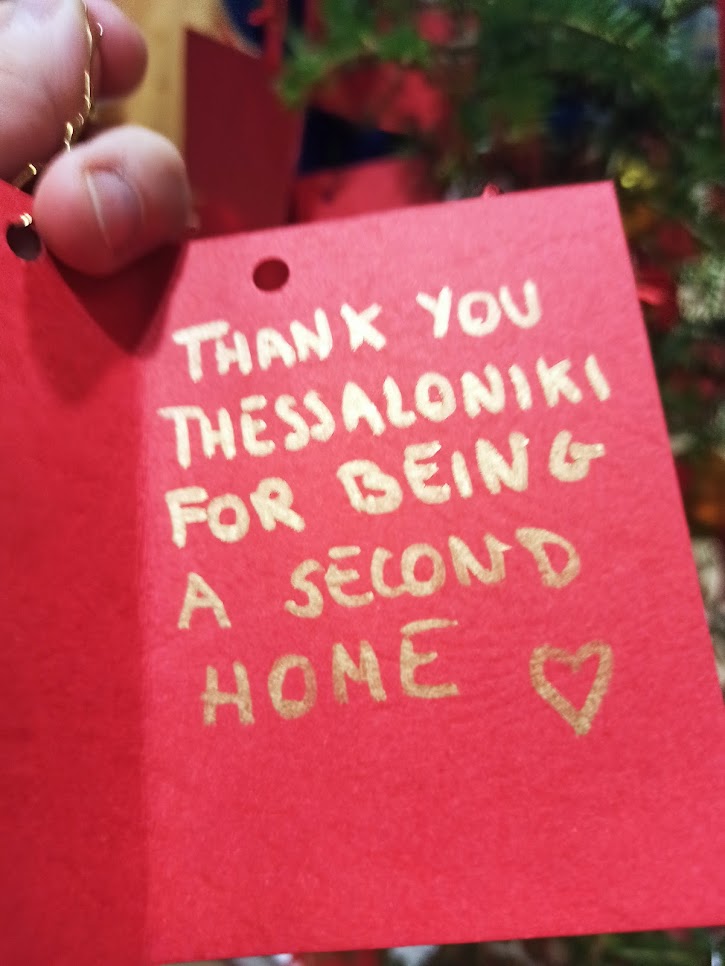 THANK YOU
THESSALONIKI
FOR BEING
A SECOND
HOME ♡